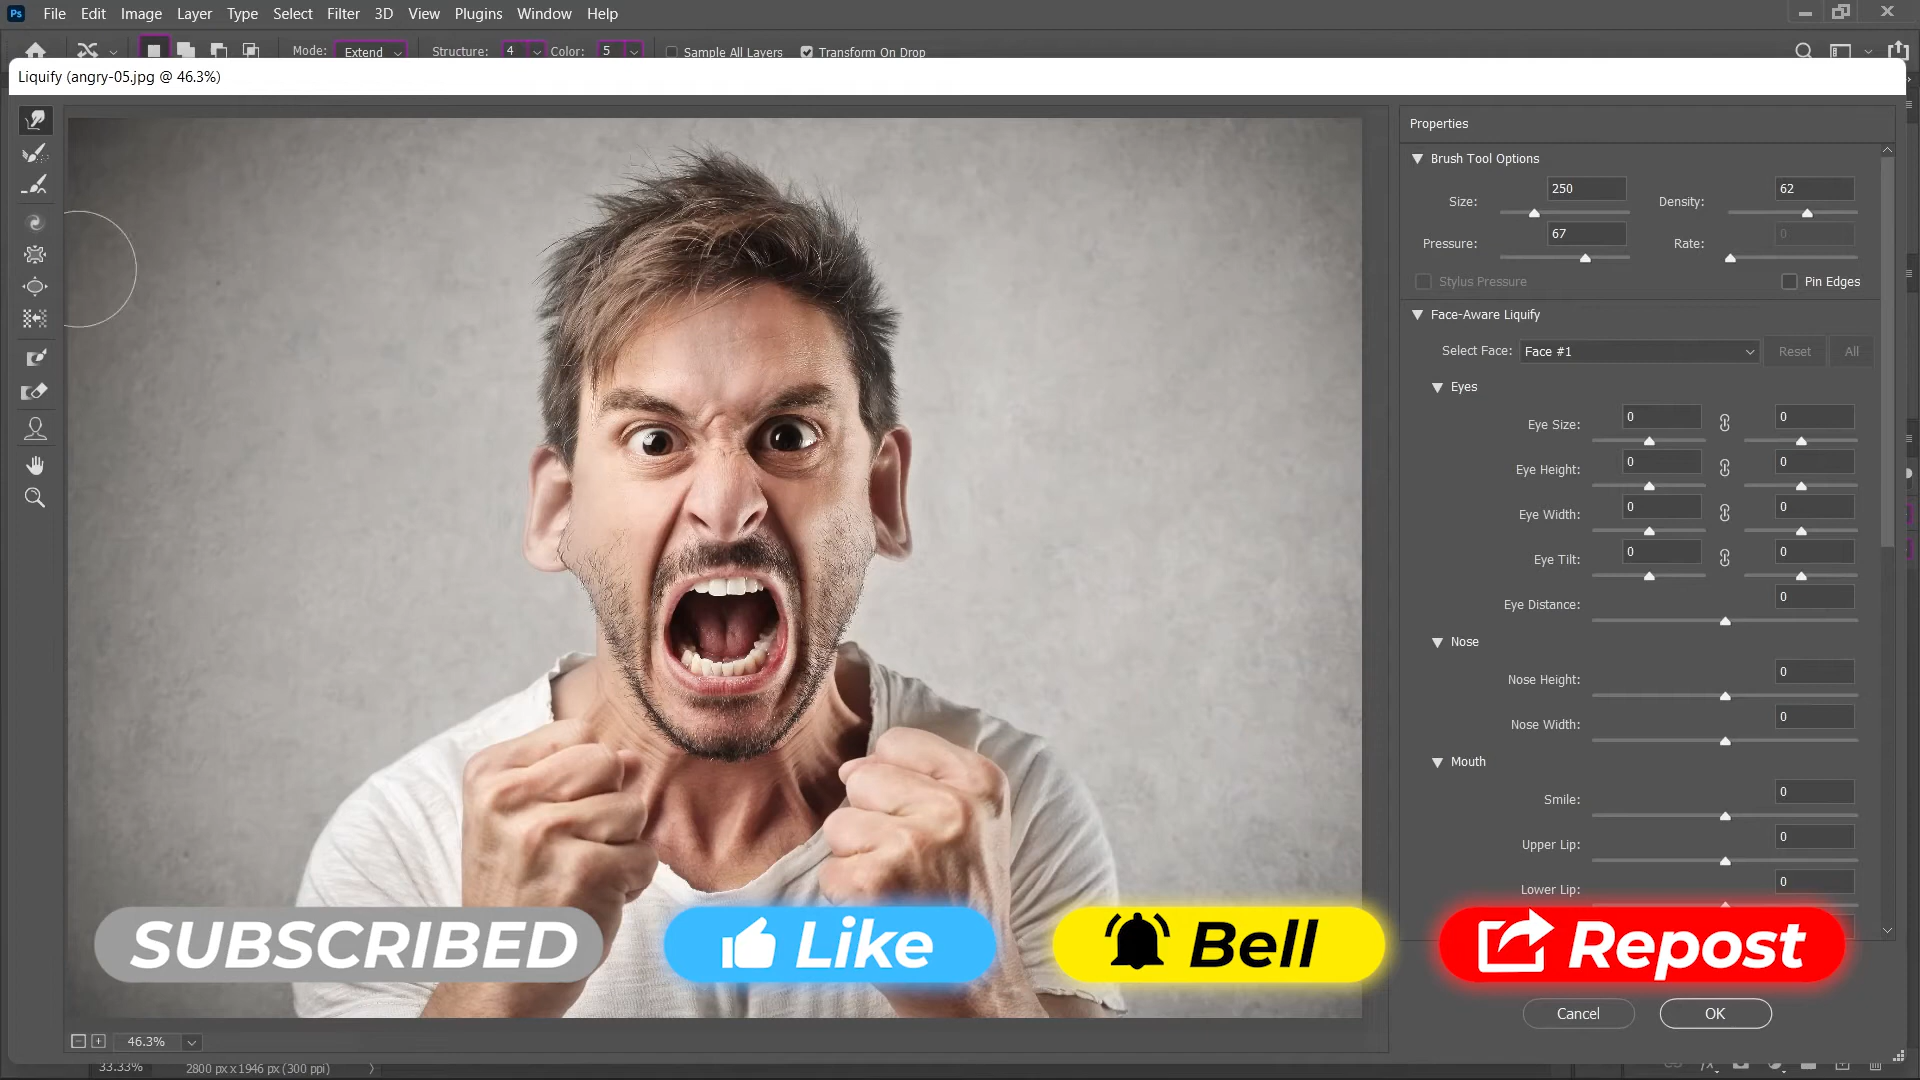 Ps File Edit Image Layer Type Select Filter 3D View Plugins Window Help
Mode: Extend Structure: 4 Color: 5 Sample All Layers Transform On Drop
Liquify (angry-05.jpg @ 46.3%)
Properties
Brush Tool Options
Size: 250 Density: 62
Pressure: 67 Rate: 0
Stylus Pressure Pin Edges
Face-Aware Liquify
Select Face: Face #1 Reset All
Eyes
Eye Size: 0 0
Eye Height: 0 0
Eye Width: 0 0
Eye Tilt: 0 0
Eye Distance: 0
Nose
Nose Height: 0
Nose Width: 0
Mouth
Smile: 0
Upper Lip: 0
Lower Lip: 0
SUBSCRIBED Like Bell Repost
Cancel OK
46.3%
33.33% 2800 px x 1946 px (300 ppi)